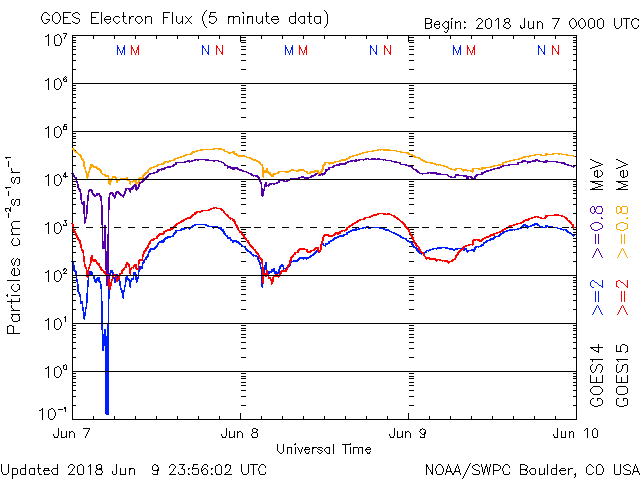 GOES Electron Flux (5 minute data)
Begin: 2018 Jun 7 0000 UTC
10⁷
10⁶
10⁵
10⁴
10³
10²
10¹
10⁰
10⁻¹
Particles cm⁻²s⁻¹sr⁻¹
M M N N M M N N M M N N
Jun 7 Jun 8 Jun 9 Jun 10
Universal Time
GOES14 >=2 >=0.8 MeV
GOES15 >=2 >=0.8 MeV
Updated 2018 Jun 9 23:56:02 UTC
NOAA/SWPC Boulder, CO USA